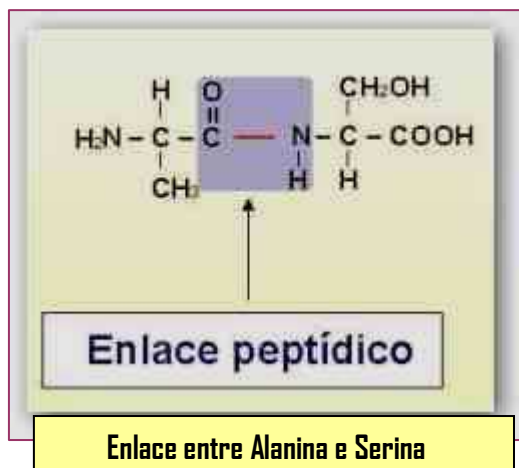 H O CH₂OH
H₂N – C – C — N – C – COOH
CH₃ H H
Enlace peptídico
Enlace entre Alanina e Serina